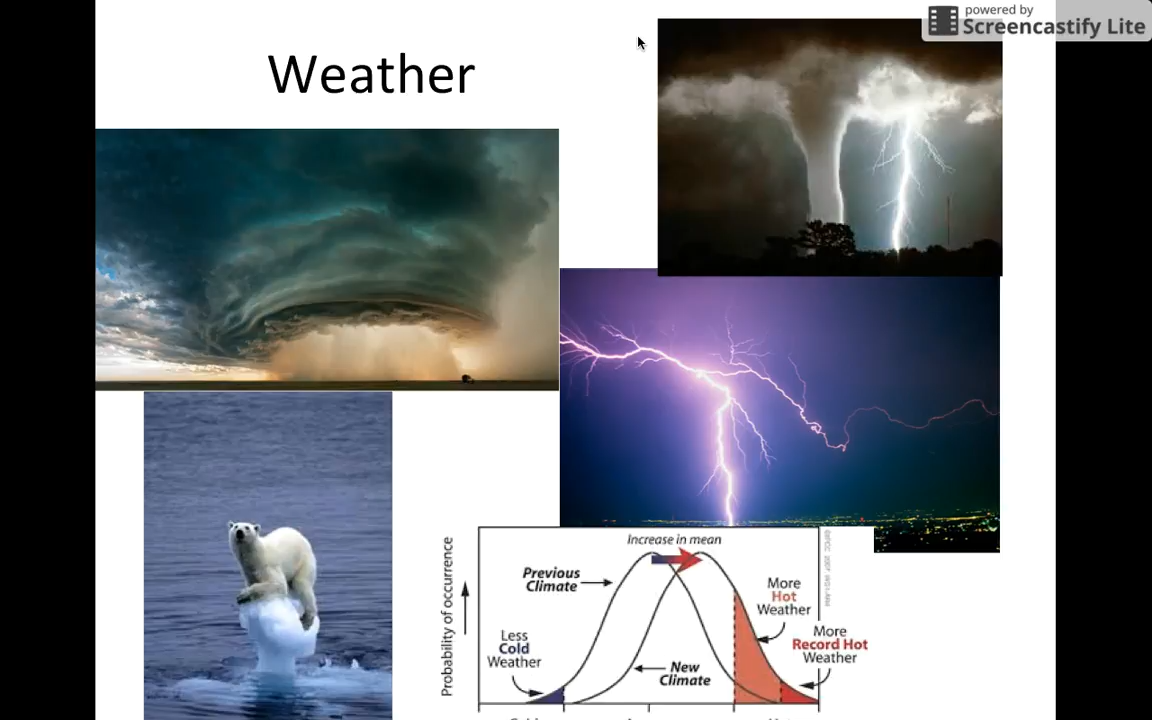 powered by
Screencastify Lite
Weather
Increase in mean
Previous
Climate
Probability of occurrence
More
Hot
Weather
Less
Cold
Weather
More
Record Hot
Weather
New
Climate